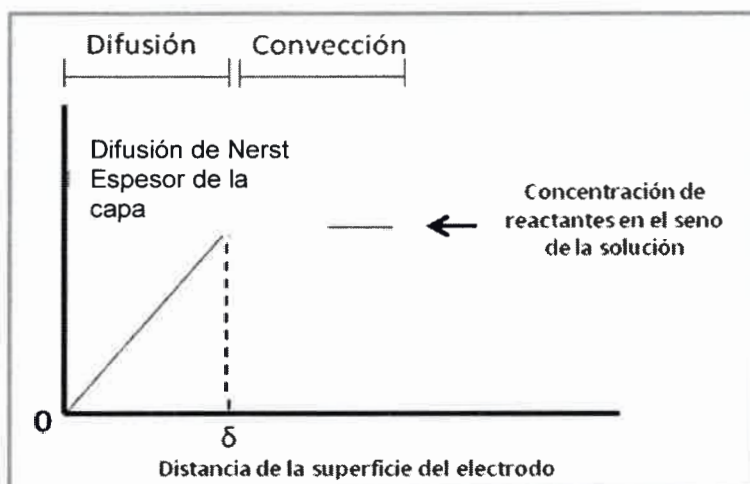 Difusión Convección
Difusión de Nerst
Espesor de la
capa
Concentración de
reactantes en el seno
de la solución
0
δ
Distancia de la superficie del electrodo